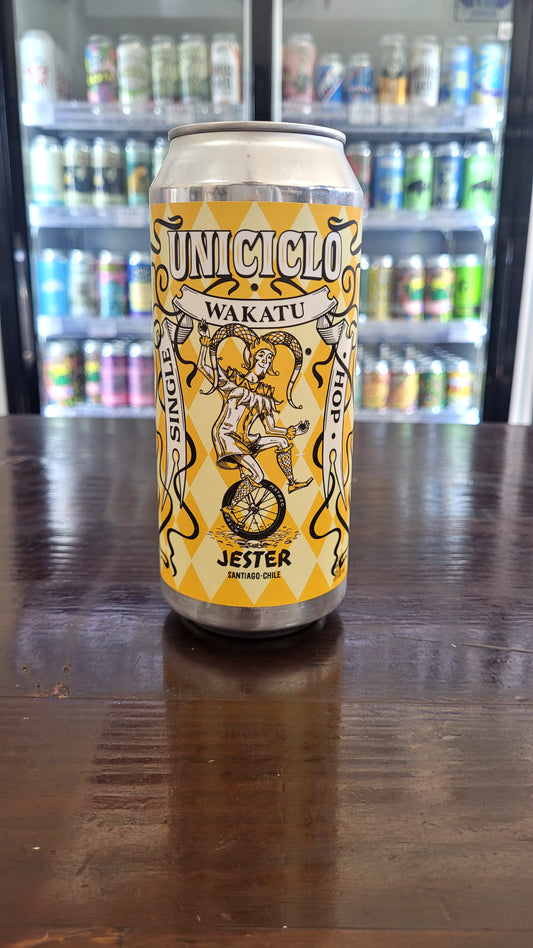 UNICICLO
WAKATU
SINGLE
· HOP ·
JESTER
SANTIAGO·CHILE